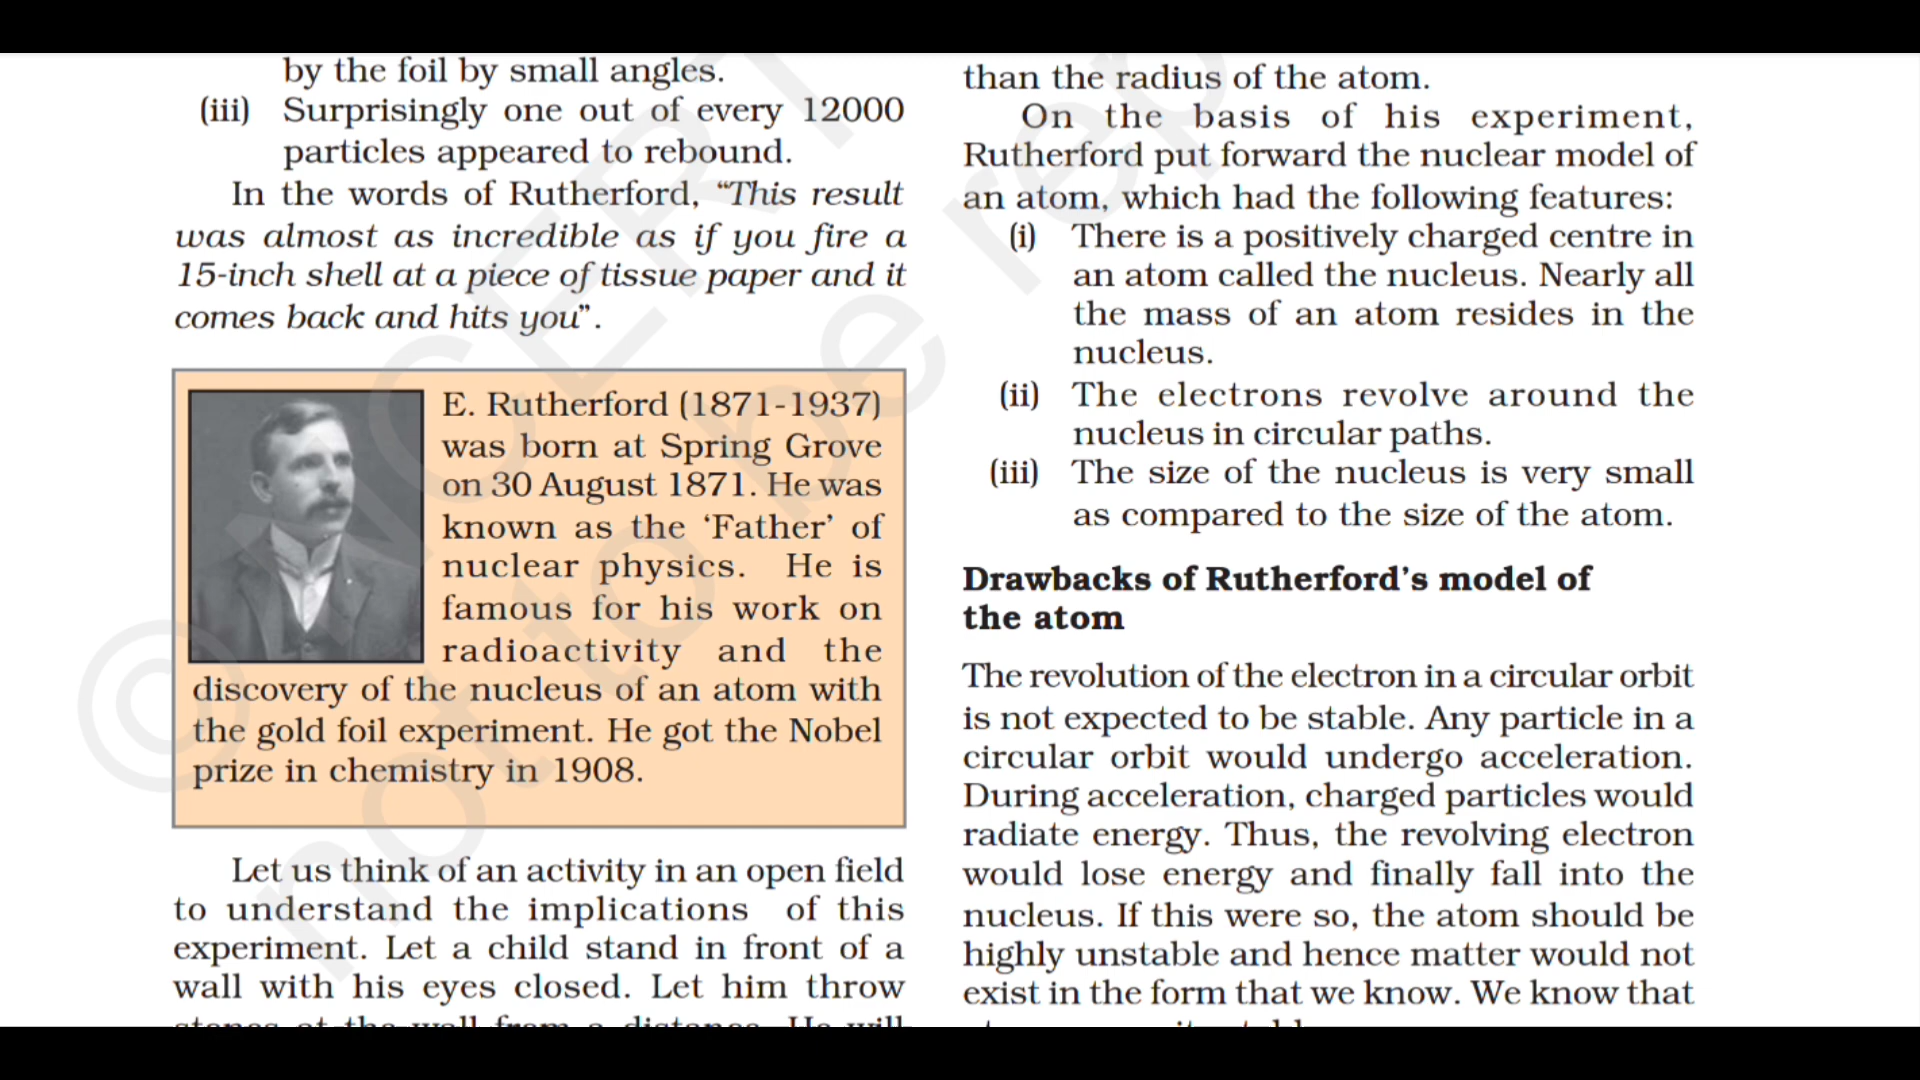 by the foil by small angles.
(iii) Surprisingly one out of every 12000
particles appeared to rebound.
In the words of Rutherford, “This result
was almost as incredible as if you fire a
15-inch shell at a piece of tissue paper and it
comes back and hits you”.
E. Rutherford (1871-1937)
was born at Spring Grove
on 30 August 1871. He was
known as the ‘Father’ of
nuclear physics. He is
famous for his work on
radioactivity and the
discovery of the nucleus of an atom with
the gold foil experiment. He got the Nobel
prize in chemistry in 1908.
Let us think of an activity in an open field
to understand the implications of this
experiment. Let a child stand in front of a
wall with his eyes closed. Let him throw
stones at the wall from a distance. He will
than the radius of the atom.
On the basis of his experiment,
Rutherford put forward the nuclear model of
an atom, which had the following features:
(i) There is a positively charged centre in
an atom called the nucleus. Nearly all
the mass of an atom resides in the
nucleus.
(ii) The electrons revolve around the
nucleus in circular paths.
(iii) The size of the nucleus is very small
as compared to the size of the atom.
Drawbacks of Rutherford’s model of
the atom
The revolution of the electron in a circular orbit
is not expected to be stable. Any particle in a
circular orbit would undergo acceleration.
During acceleration, charged particles would
radiate energy. Thus, the revolving electron
would lose energy and finally fall into the
nucleus. If this were so, the atom should be
highly unstable and hence matter would not
exist in the form that we know. We know that
© NCERT
not to be rep